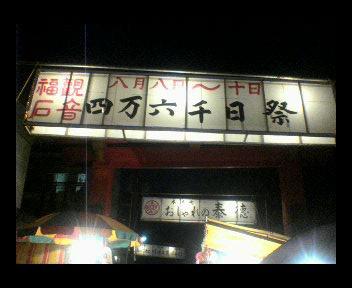 福石観音
八月八日〜十日
四万六千日祭
おしゃれの泰徳